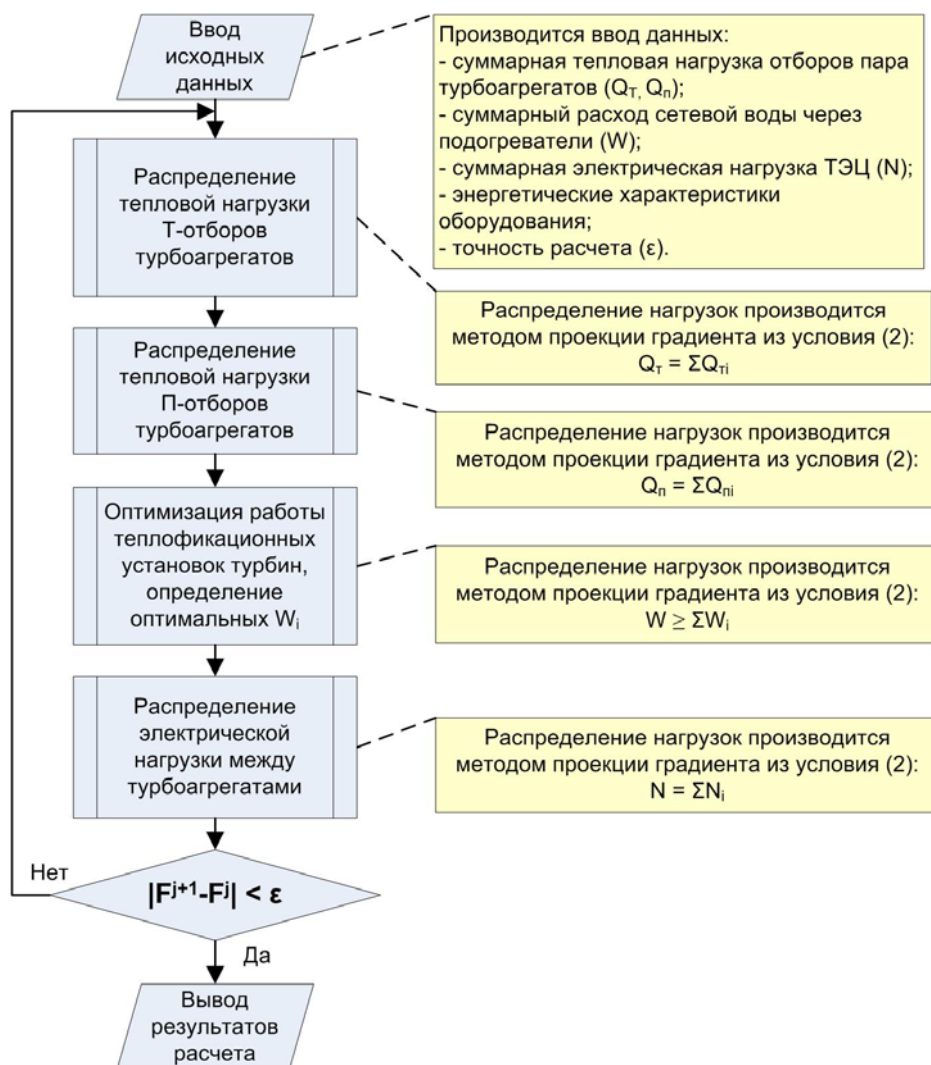 Ввод
исходных
данных
Производится ввод данных:
- суммарная тепловая нагрузка отборов пара
турбоагрегатов (Qт, Qп);
- суммарный расход сетевой воды через
подогреватели (W);
- суммарная электрическая нагрузка ТЭЦ (N);
- энергетические характеристики
оборудования;
- точность расчета (ε).
Распределение
тепловой нагрузки
Т-отборов
турбоагрегатов
Распределение нагрузок производится
методом проекции градиента из условия (2):
Qт = ΣQтi
Распределение
тепловой нагрузки
П-отборов
турбоагрегатов
Распределение нагрузок производится
методом проекции градиента из условия (2):
Qп = ΣQпi
Оптимизация работы
теплофикационных
установок турбин,
определение
оптимальных Wi
Распределение нагрузок производится
методом проекции градиента из условия (2):
W ≥ ΣWi
Распределение
электрической
нагрузки между
турбоагрегатами
Распределение нагрузок производится
методом проекции градиента из условия (2):
N = ΣNi
Нет
|F^j+1-F^j| < ε
Да
Вывод
результатов
расчета